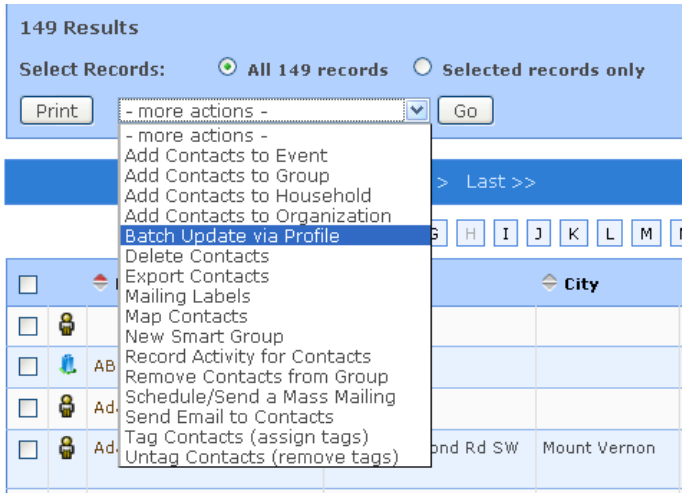 149 Results
Select Records: All 149 records Selected records only
Print - more actions - Go
- more actions -
Add Contacts to Event
Add Contacts to Group
Add Contacts to Household
> Last >>
Add Contacts to Organization
Batch Update via Profile
H I J K L M
Delete Contacts
Export Contacts
City
Mailing Labels
Map Contacts
New Smart Group
Record Activity for Contacts
AB
Remove Contacts from Group
Schedule/Send a Mass Mailing
Ad
Send Email to Contacts
Tag Contacts (assign tags)
Ad ond Rd SW Mount Vernon
Untag Contacts (remove tags)